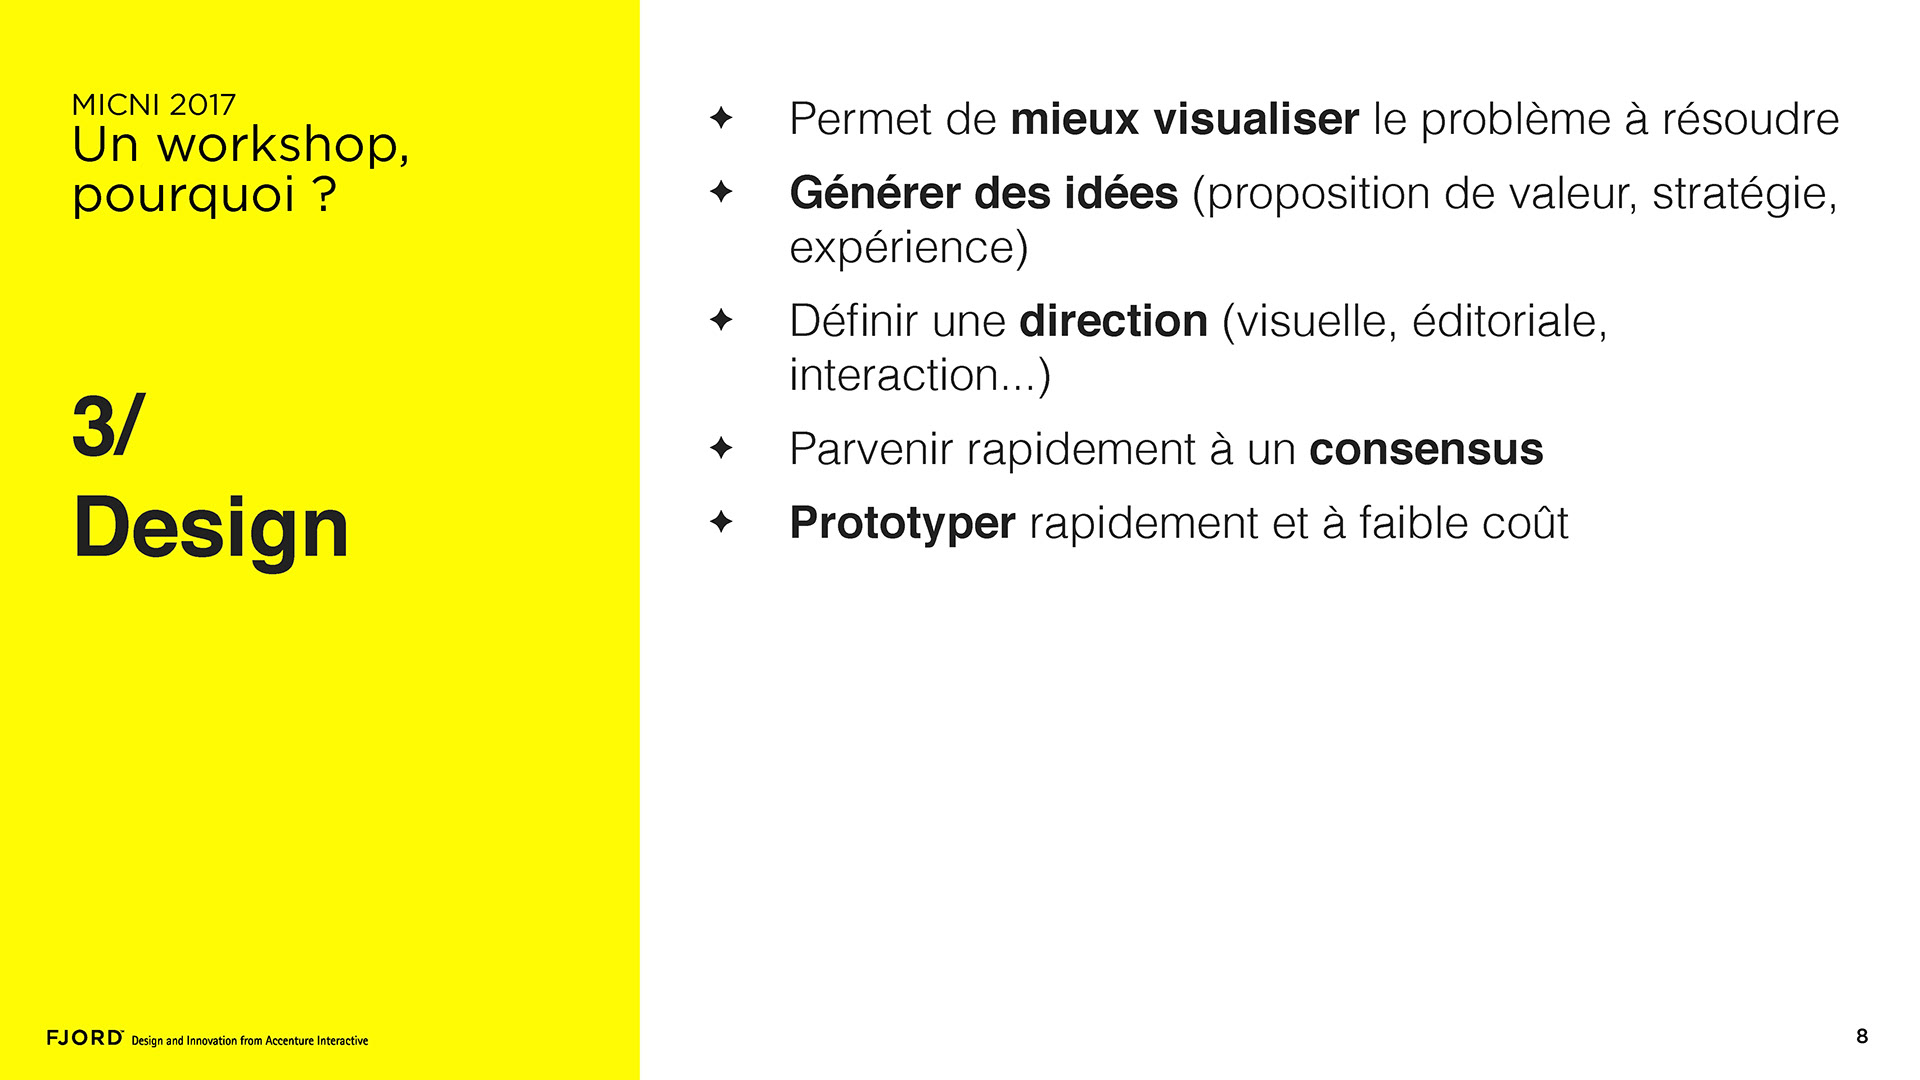 MICNI 2017
Un workshop,
pourquoi ?
3/
Design
✦ Permet de mieux visualiser le problème à résoudre
✦ Générer des idées (proposition de valeur, stratégie,
expérience)
✦ Définir une direction (visuelle, éditoriale,
interaction...)
✦ Parvenir rapidement à un consensus
✦ Prototyper rapidement et à faible coût
FJORD™ Design and Innovation from Accenture Interactive
8